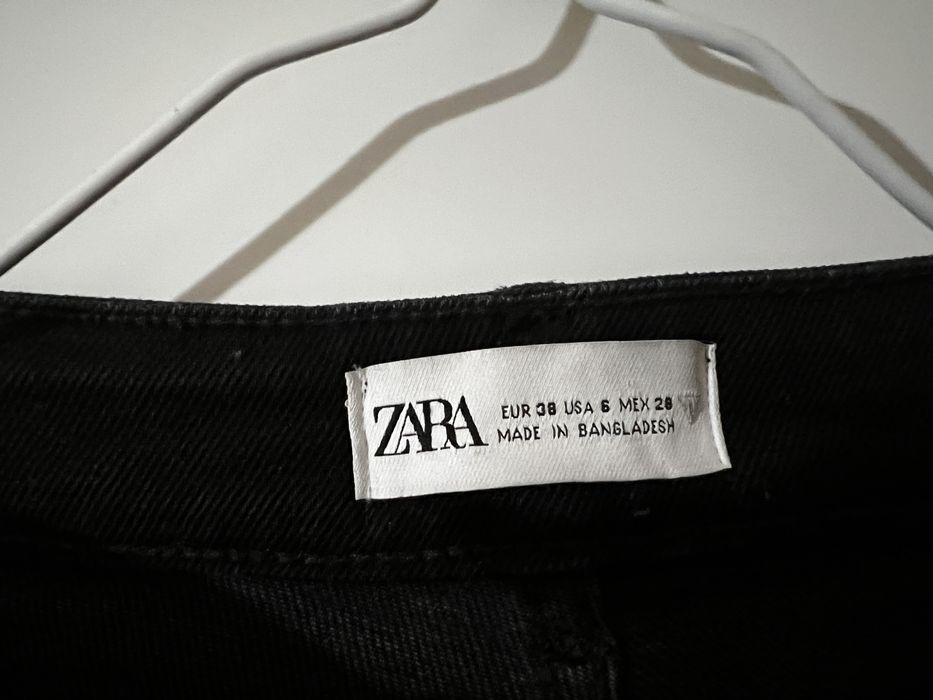 ZARA
EUR 38 USA 6 MEX 28
MADE IN BANGLADESH